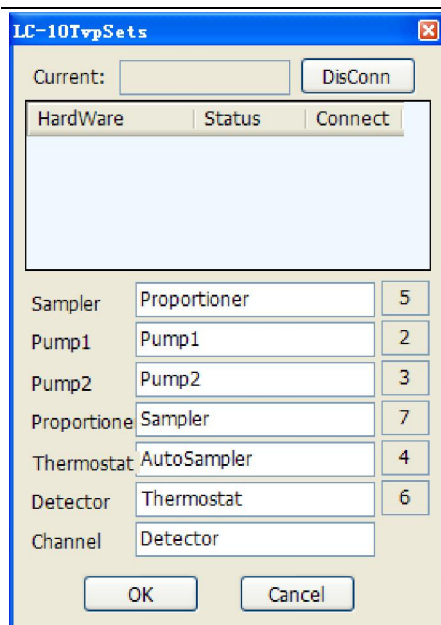 LC-10TvpSets
Current: DisConn
HardWare Status Connect
Sampler Proportioner 5
Pump1 Pump1 2
Pump2 Pump2 3
Proportione Sampler 7
Thermostat AutoSampler 4
Detector Thermostat 6
Channel Detector
OK Cancel